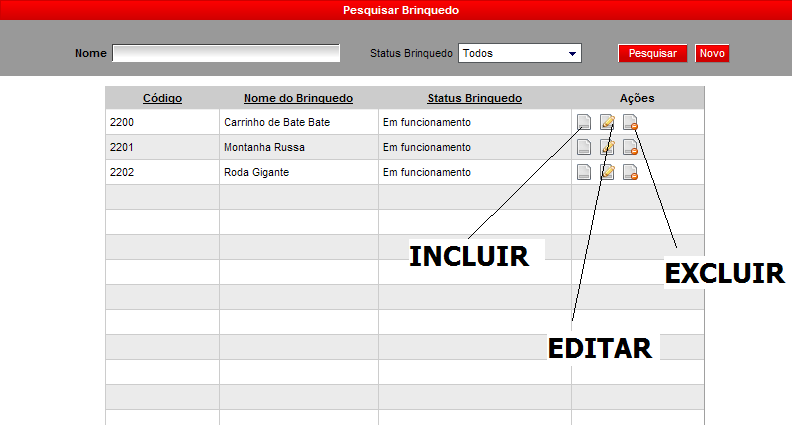 Pesquisar Brinquedo
Nome Status Brinquedo Todos Pesquisar Novo
Código Nome do Brinquedo Status Brinquedo Ações
2200 Carrinho de Bate Bate Em funcionamento
2201 Montanha Russa Em funcionamento
2202 Roda Gigante Em funcionamento
INCLUIR
EXCLUIR
EDITAR